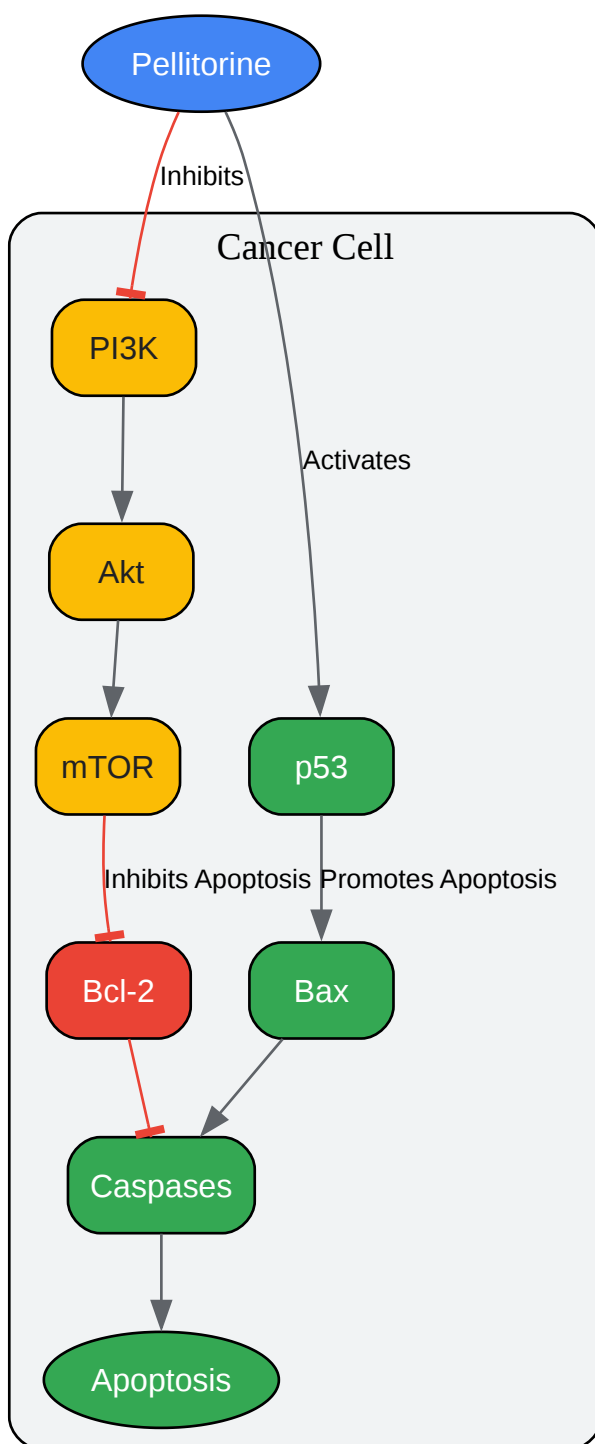 Pellitorine
Inhibits
Cancer Cell
PI3K
Activates
Akt
mTOR
p53
Inhibits Apoptosis
Promotes Apoptosis
Bcl-2
Bax
Caspases
Apoptosis